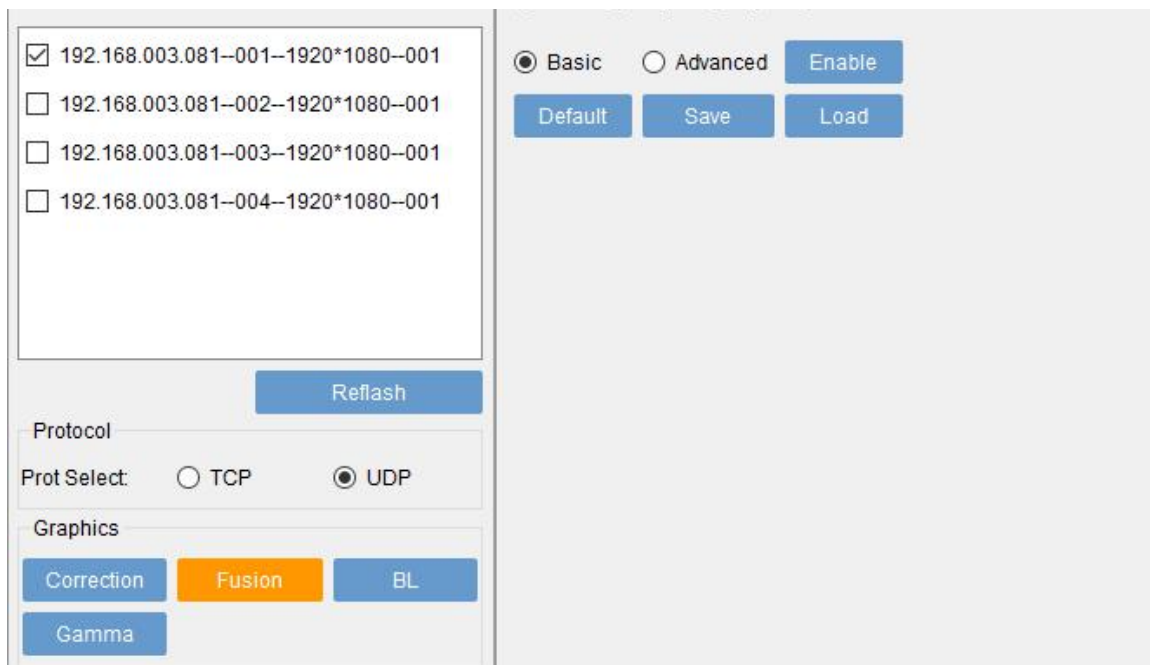 192.168.003.081--001--1920*1080--001
192.168.003.081--002--1920*1080--001
192.168.003.081--003--1920*1080--001
192.168.003.081--004--1920*1080--001
Reflash
Protocol
Prot Select: TCP UDP
Graphics
Correction Fusion BL
Gamma
Basic Advanced Enable
Default Save Load